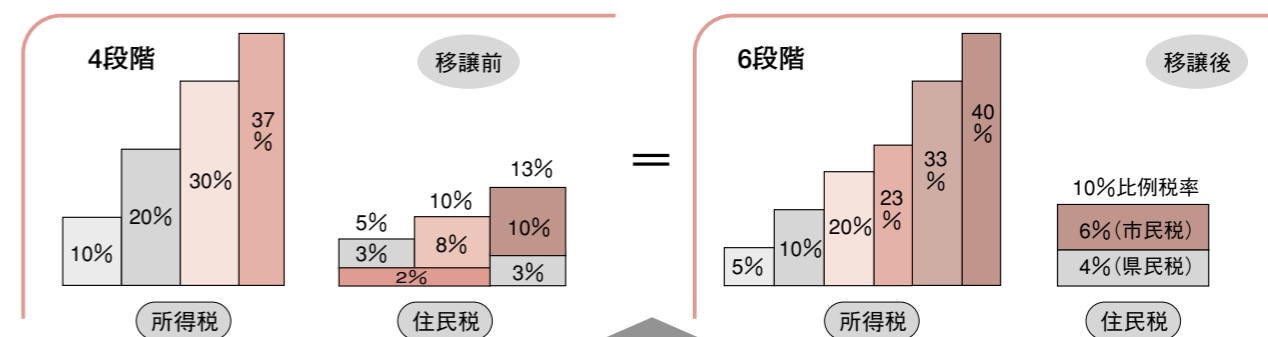 4段階
移譲前
10%
20%
30%
37
%
5%
3%
10%
8%
2%
13%
10%
3%
所得税
住民税
=
6段階
移譲後
5%
10%
20%
23
%
33
%
40
%
10%比例税率
6%(市民税)
4%(県民税)
所得税
住民税